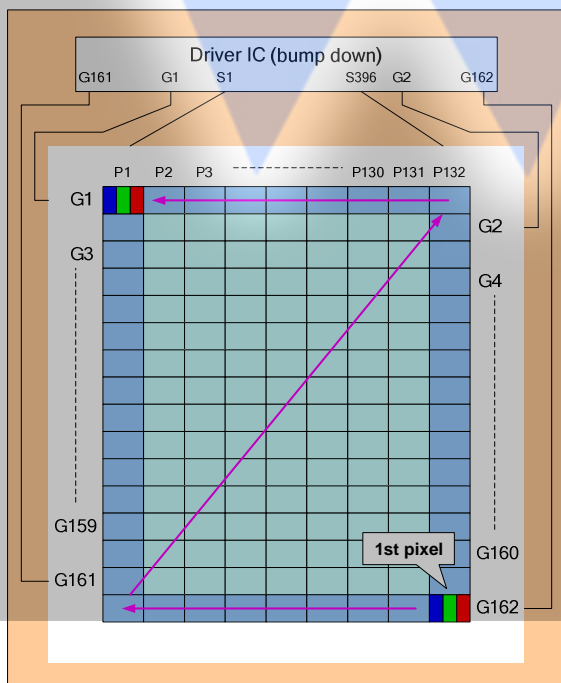 Driver IC (bump down)
G161 G1 S1 S396 G2 G162
P1 P2 P3 P130 P131 P132
G1
G2
G3
G4
G159
1st pixel
G160
G161
G162